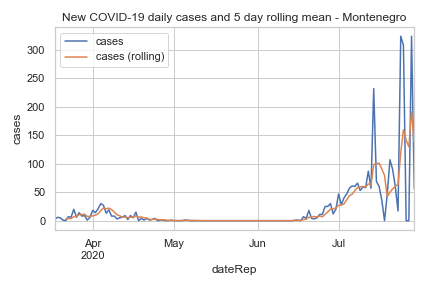 New COVID-19 daily cases and 5 day rolling mean - Montenegro
cases
cases (rolling)
cases
300
250
200
150
100
50
0
Apr
2020
May
Jun
Jul
dateRep